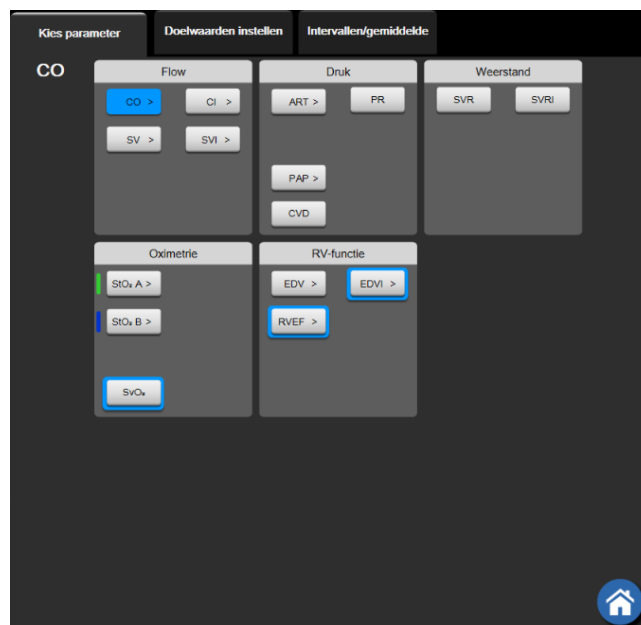 Kies parameter
Doelwaarden instellen
Intervallen/gemiddelde
CO
Flow
CO >
CI >
SV >
SVI >
Druk
ART >
PR
PAP >
CVD
Weerstand
SVR
SVRI
Oximetrie
StO₂ A >
StO₂ B >
SvO₂
RV-functie
EDV >
EDVI >
RVEF >